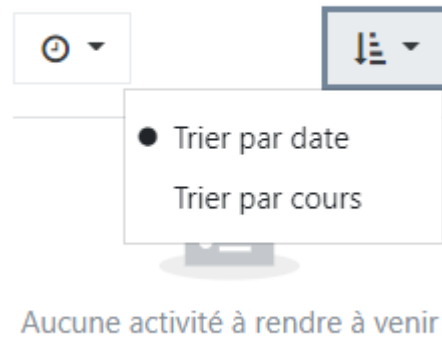 Trier par date
Trier par cours
Aucune activité à rendre à venir